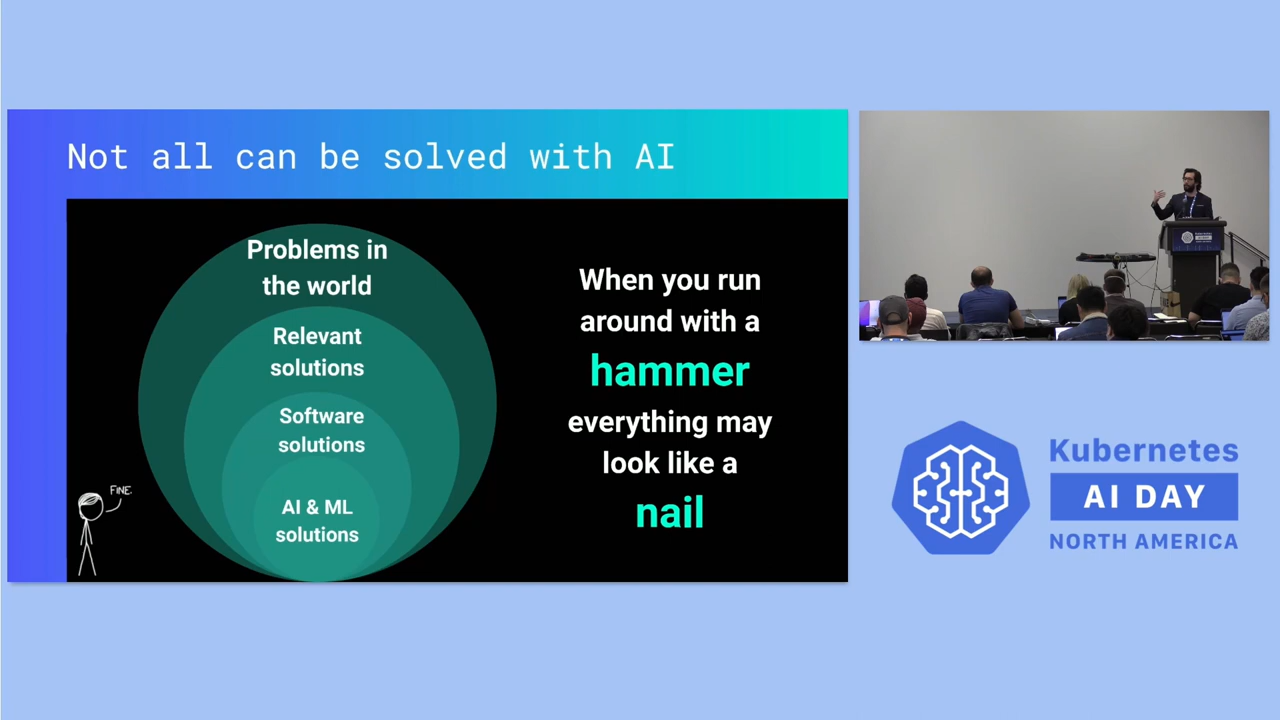 Not all can be solved with AI
Problems in
the world
Relevant
solutions
Software
solutions
AI & ML
solutions
FINE.
When you run
around with a
hammer
everything may
look like a
nail
Kubernetes
AI DAY
NORTH AMERICA